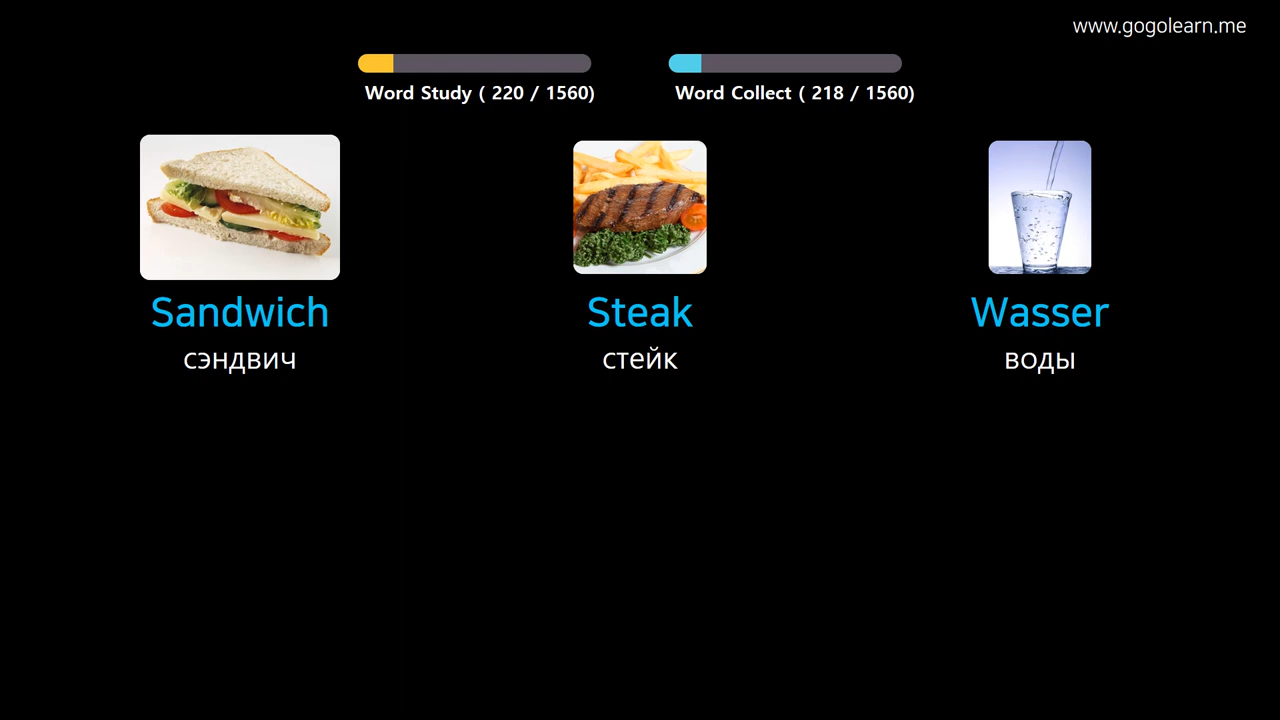 www.gogolearn.me
Word Study ( 220 / 1560)
Word Collect ( 218 / 1560)
Sandwich
сэндвич
Steak
стейк
Wasser
воды